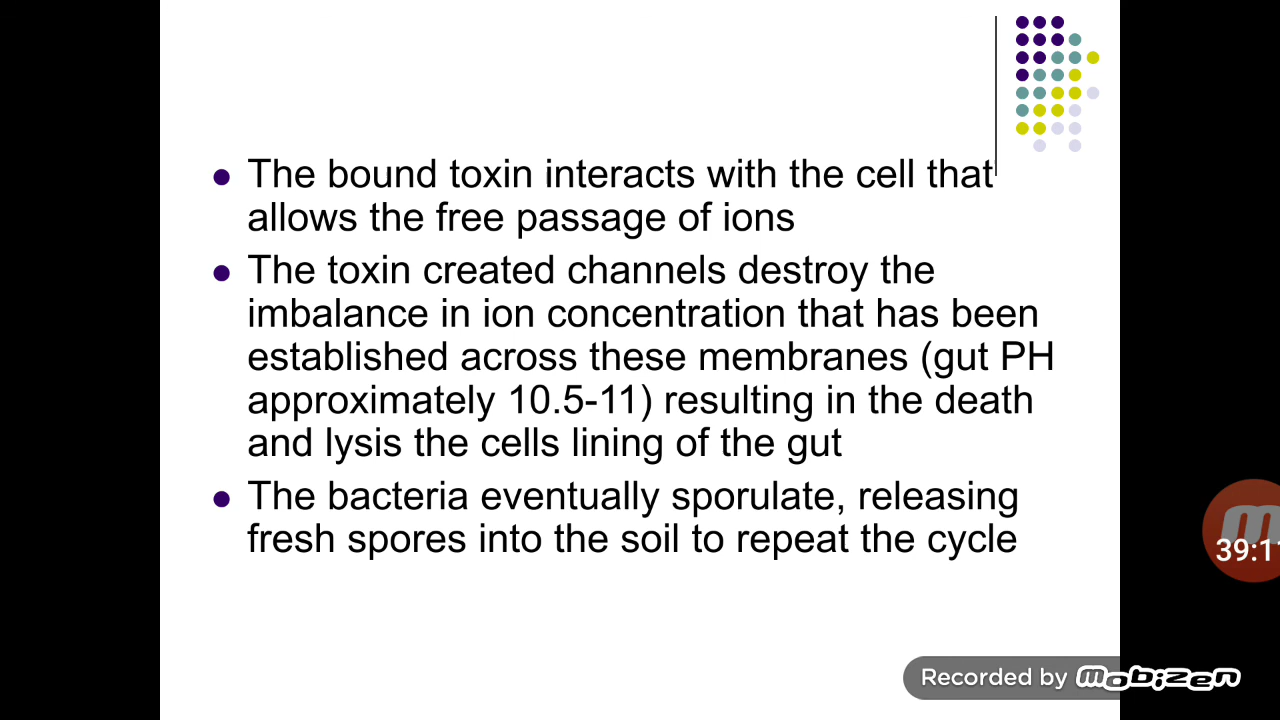 The bound toxin interacts with the cell that
allows the free passage of ions
The toxin created channels destroy the
imbalance in ion concentration that has been
established across these membranes (gut PH
approximately 10.5-11) resulting in the death
and lysis the cells lining of the gut
The bacteria eventually sporulate, releasing
fresh spores into the soil to repeat the cycle
39:1
Recorded by mobizen